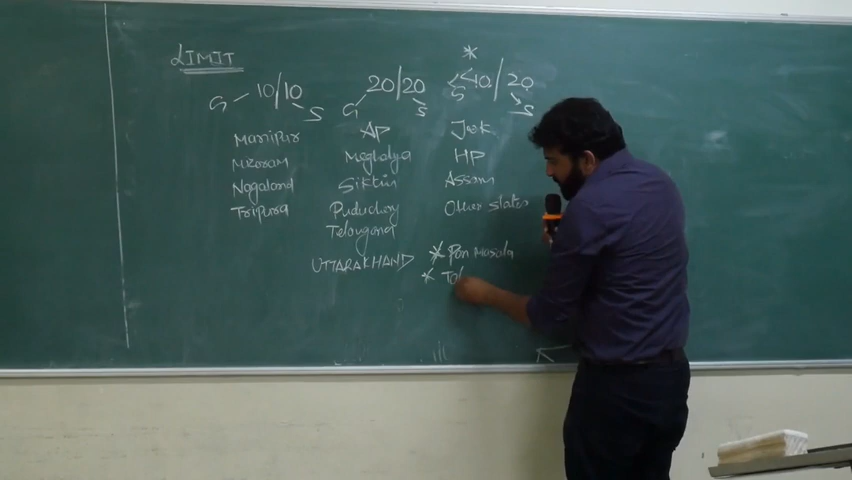 LIMIT
*
10/10 20/20 <10/20
G S G S S S
Manipur AP J&K
Mizoram Meghalya HP
Nagaland Sikkim Assam
Tripura Puduchery Other states
Telangana
UTTARAKHAND * Pan Masala
* Tob